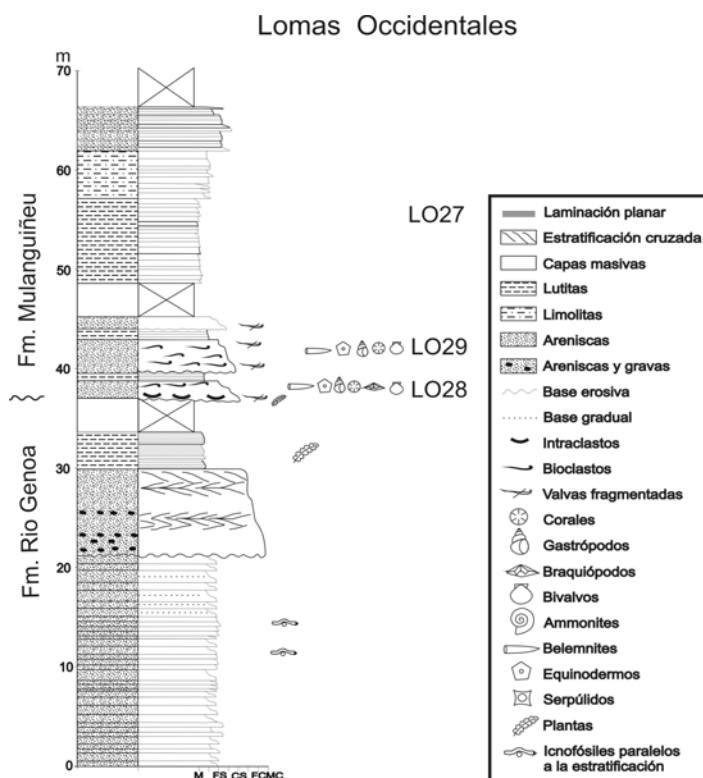 Lomas Occidentales
m
70
60
50
40
30
20
10
0
Fm. Mulanguiñeu
Fm. Rio Genoa
LO27
LO29
LO28
M FS CS FCMC
Laminación planar
Estratificación cruzada
Capas masivas
Lutitas
Limolitas
Areniscas
Areniscas y gravas
Base erosiva
Base gradual
Intraclastos
Bioclastos
Valvas fragmentadas
Corales
Gastrópodos
Braquiópodos
Bivalvos
Ammonites
Belemnites
Equinodermos
Serpúlidos
Plantas
Icnofósiles paralelos
a la estratificación